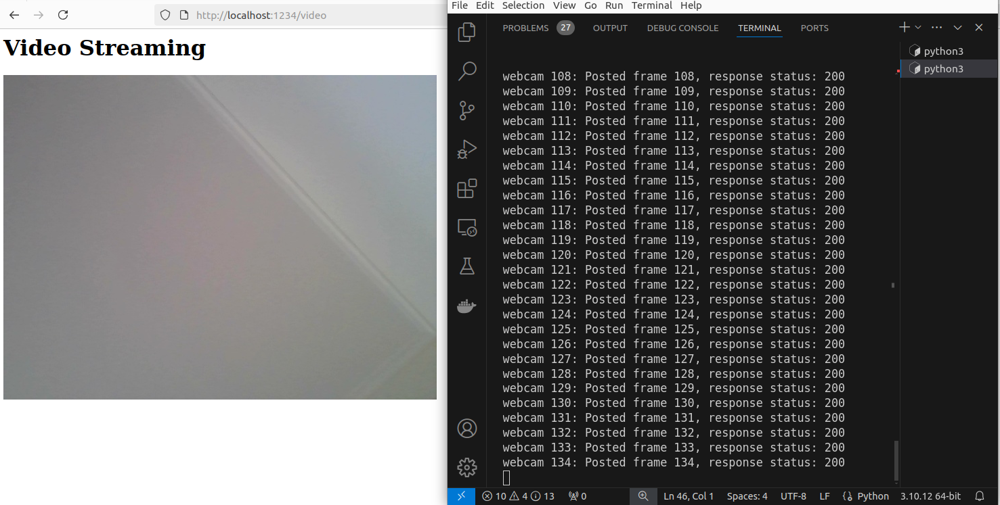 http://localhost:1234/video
Video Streaming
File Edit Selection View Go Run Terminal Help
PROBLEMS 27 OUTPUT DEBUG CONSOLE TERMINAL PORTS
python3
python3
webcam 108: Posted frame 108, response status: 200
webcam 109: Posted frame 109, response status: 200
webcam 110: Posted frame 110, response status: 200
webcam 111: Posted frame 111, response status: 200
webcam 112: Posted frame 112, response status: 200
webcam 113: Posted frame 113, response status: 200
webcam 114: Posted frame 114, response status: 200
webcam 115: Posted frame 115, response status: 200
webcam 116: Posted frame 116, response status: 200
webcam 117: Posted frame 117, response status: 200
webcam 118: Posted frame 118, response status: 200
webcam 119: Posted frame 119, response status: 200
webcam 120: Posted frame 120, response status: 200
webcam 121: Posted frame 121, response status: 200
webcam 122: Posted frame 122, response status: 200
webcam 123: Posted frame 123, response status: 200
webcam 124: Posted frame 124, response status: 200
webcam 125: Posted frame 125, response status: 200
webcam 126: Posted frame 126, response status: 200
webcam 127: Posted frame 127, response status: 200
webcam 128: Posted frame 128, response status: 200
webcam 129: Posted frame 129, response status: 200
webcam 130: Posted frame 130, response status: 200
webcam 131: Posted frame 131, response status: 200
webcam 132: Posted frame 132, response status: 200
webcam 133: Posted frame 133, response status: 200
webcam 134: Posted frame 134, response status: 200
10 4 13 0 Ln 46, Col 1 Spaces: 4 UTF-8 LF Python 3.10.12 64-bit